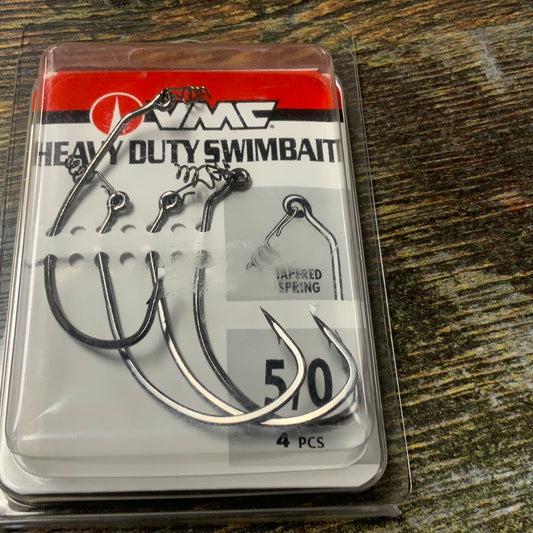 VMC
HEAVY DUTY SWIMBAIT
TAPERED
SPRING
5/0
4 PCS